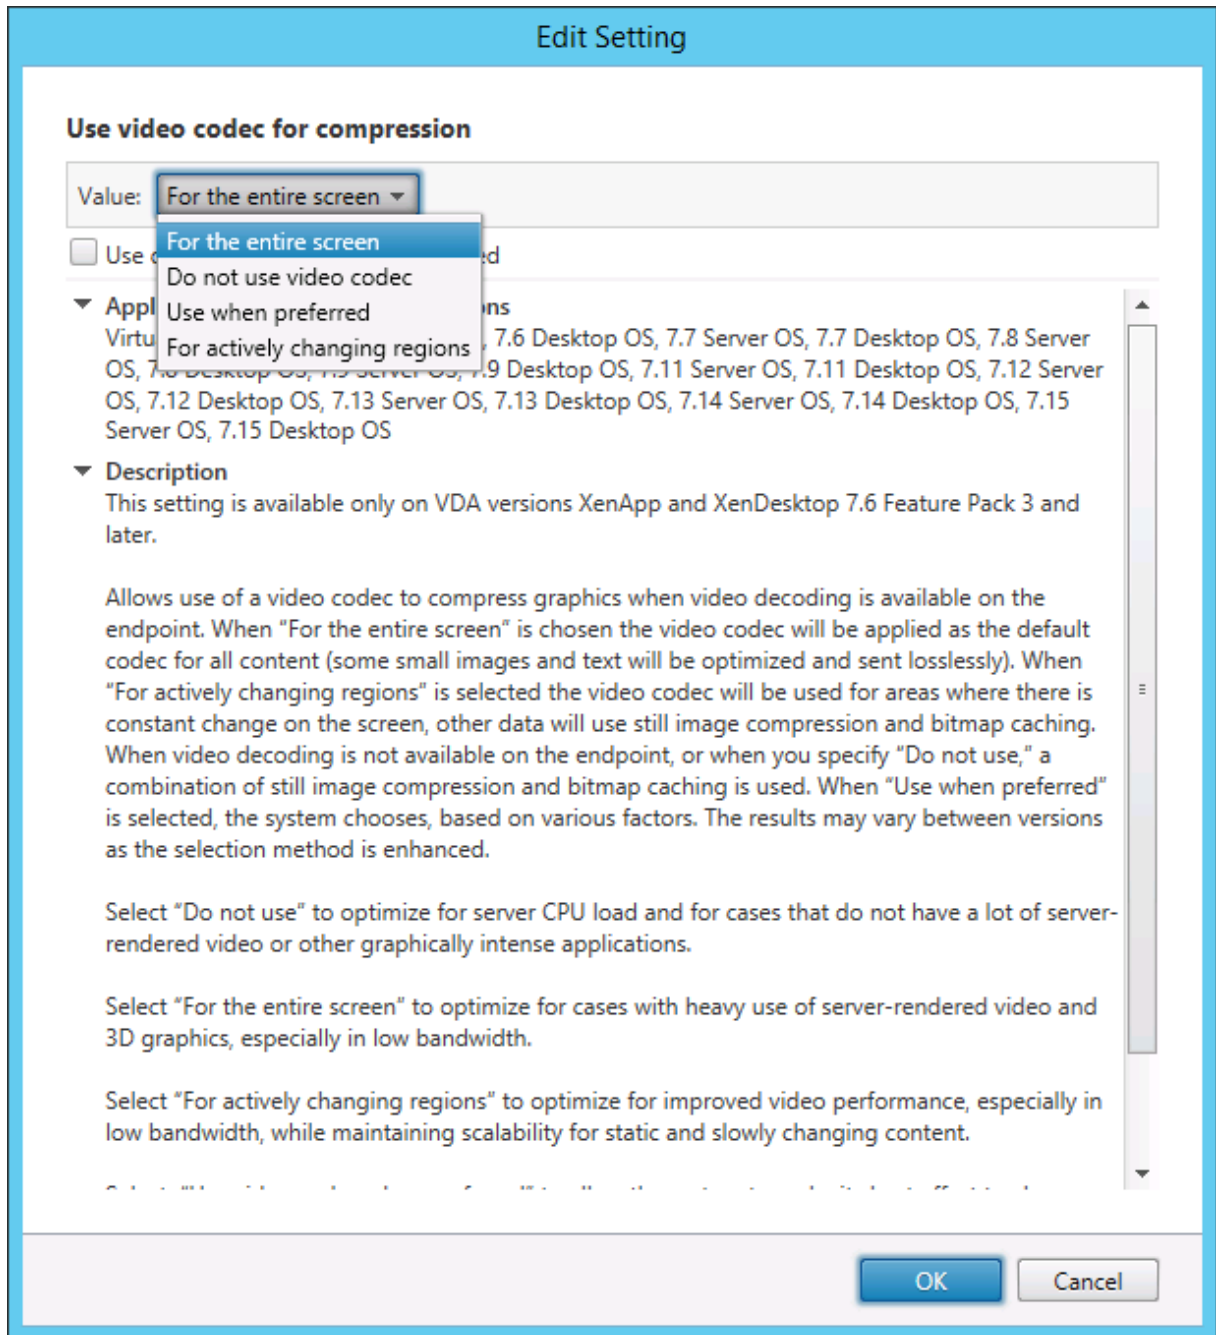 Edit Setting
Use video codec for compression
Value: For the entire screen
For the entire screen
Do not use video codec
Use when preferred
For actively changing regions
Use
ed
Appl
ns
Virtu , 7.6 Desktop OS, 7.7 Server OS, 7.7 Desktop OS, 7.8 Server
OS, 7.8 Desktop OS, 7.9 Server OS, 7.9 Desktop OS, 7.11 Server OS, 7.11 Desktop OS, 7.12 Server
OS, 7.12 Desktop OS, 7.13 Server OS, 7.13 Desktop OS, 7.14 Server OS, 7.14 Desktop OS, 7.15
Server OS, 7.15 Desktop OS
Description
This setting is available only on VDA versions XenApp and XenDesktop 7.6 Feature Pack 3 and
later.
Allows use of a video codec to compress graphics when video decoding is available on the
endpoint. When “For the entire screen” is chosen the video codec will be applied as the default
codec for all content (some small images and text will be optimized and sent losslessly). When
“For actively changing regions” is selected the video codec will be used for areas where there is
constant change on the screen, other data will use still image compression and bitmap caching.
When video decoding is not available on the endpoint, or when you specify “Do not use,” a
combination of still image compression and bitmap caching is used. When “Use when preferred”
is selected, the system chooses, based on various factors. The results may vary between versions
as the selection method is enhanced.
Select “Do not use” to optimize for server CPU load and for cases that do not have a lot of server-
rendered video or other graphically intense applications.
Select “For the entire screen” to optimize for cases with heavy use of server-rendered video and
3D graphics, especially in low bandwidth.
Select “For actively changing regions” to optimize for improved video performance, especially in
low bandwidth, while maintaining scalability for static and slowly changing content.
OK
Cancel